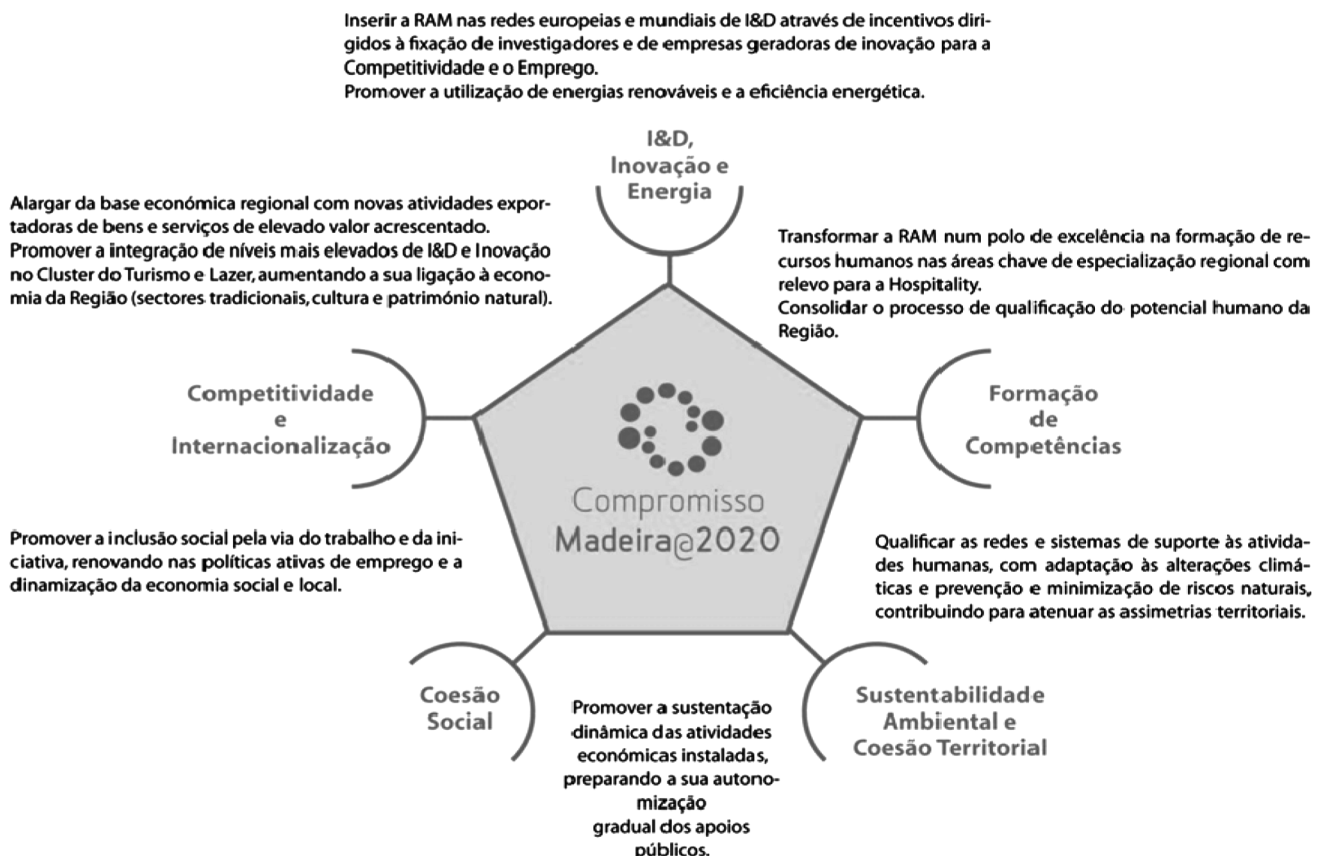 Inserir a RAM nas redes europeias e mundiais de I&D através de incentivos diri-
gidos à fixação de investigadores e de empresas geradoras de inovação para a
Competitividade e o Emprego.
Promover a utilização de energias renováveis e a eficiência energética.
I&D,
Inovação e
Energia
Alargar da base económica regional com novas atividades expor-
tadoras de bens e serviços de elevado valor acrescentado.
Promover a integração de níveis mais elevados de I&D e Inovação
no Cluster do Turismo e Lazer, aumentando a sua ligação à econo-
mia da Região (sectores tradicionais, cultura e património natural).
Transformar a RAM num polo de excelência na formação de re-
cursos humanos nas áreas chave de especialização regional com
relevo para a Hospitality.
Consolidar o processo de qualificação do potencial humano da
Região.
Competitividade
e
Internacionalização
Formação
de
Competências
Compromisso
Madeira@2020
Promover a inclusão social pela via do trabalho e da ini-
ciativa, renovando nas políticas ativas de emprego e a
dinamização da economia social e local.
Qualificar as redes e sistemas de suporte às ativida-
des humanas, com adaptação às alterações climá-
ticas e prevenção e minimização de riscos naturais,
contribuindo para atenuar as assimetrias territoriais.
Coesão
Social
Promover a sustentação
dinâmica das atividades
económicas instaladas,
preparando a sua autono-
mização
gradual dos apoios
públicos.
Sustentabilidade
Ambiental e
Coesão Territorial